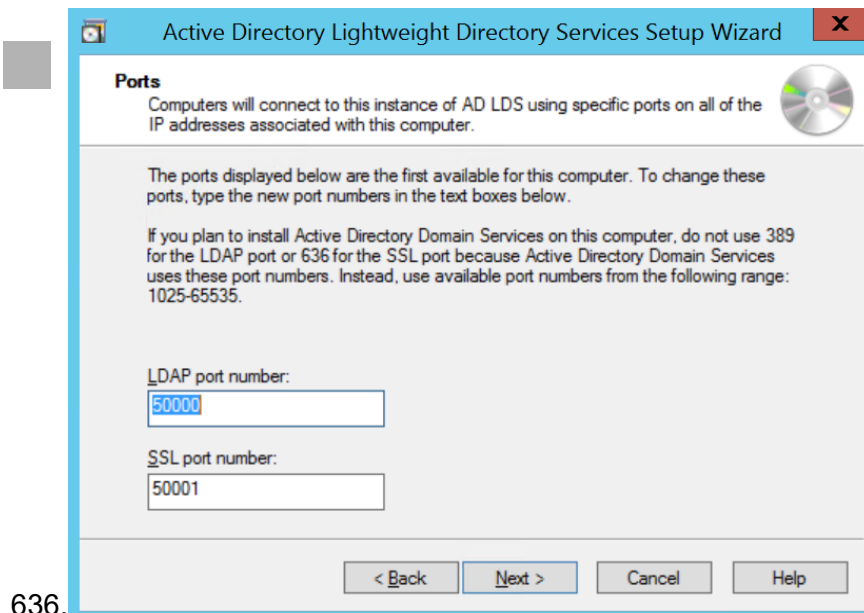 Active Directory Lightweight Directory Services Setup Wizard
X
Ports
Computers will connect to this instance of AD LDS using specific ports on all of the
IP addresses associated with this computer.
The ports displayed below are the first available for this computer. To change these
ports, type the new port numbers in the text boxes below.
If you plan to install Active Directory Domain Services on this computer, do not use 389
for the LDAP port or 636 for the SSL port because Active Directory Domain Services
uses these port numbers. Instead, use available port numbers from the following range:
1025-65535.
LDAP port number:
50000
SSL port number:
50001
< Back Next > Cancel Help
636.